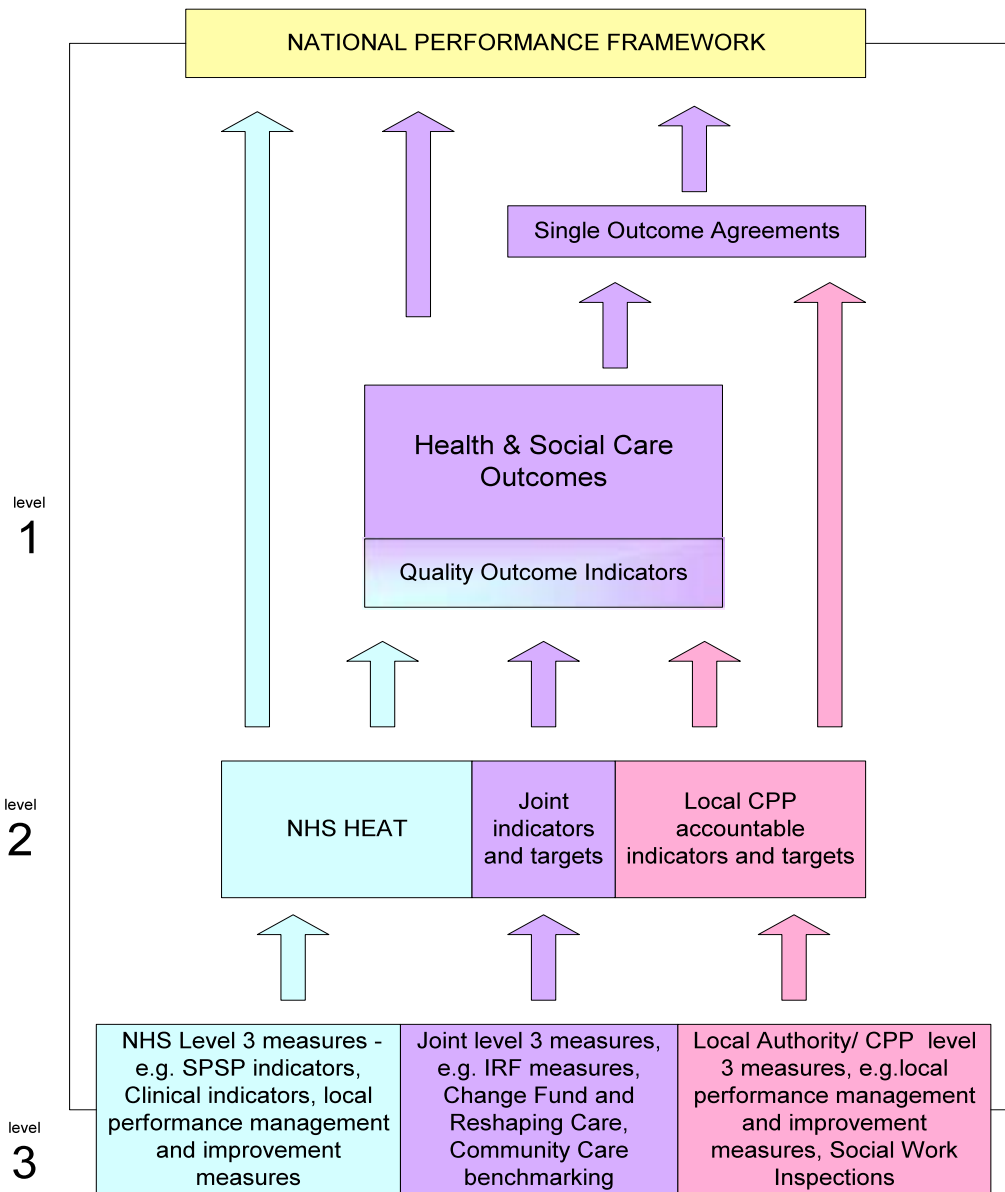 NATIONAL PERFORMANCE FRAMEWORK
Single Outcome Agreements
Health & Social Care
Outcomes
level
1
Quality Outcome Indicators
level
2
NHS HEAT
Joint
indicators
and targets
Local CPP
accountable
indicators and targets
level
3
NHS Level 3 measures -
e.g. SPSP indicators,
Clinical indicators, local
performance management
and improvement
measures
Joint level 3 measures,
e.g. IRF measures,
Change Fund and
Reshaping Care,
Community Care
benchmarking
Local Authority/ CPP  level
3 measures, e.g.local
performance management
and improvement
measures, Social Work
Inspections